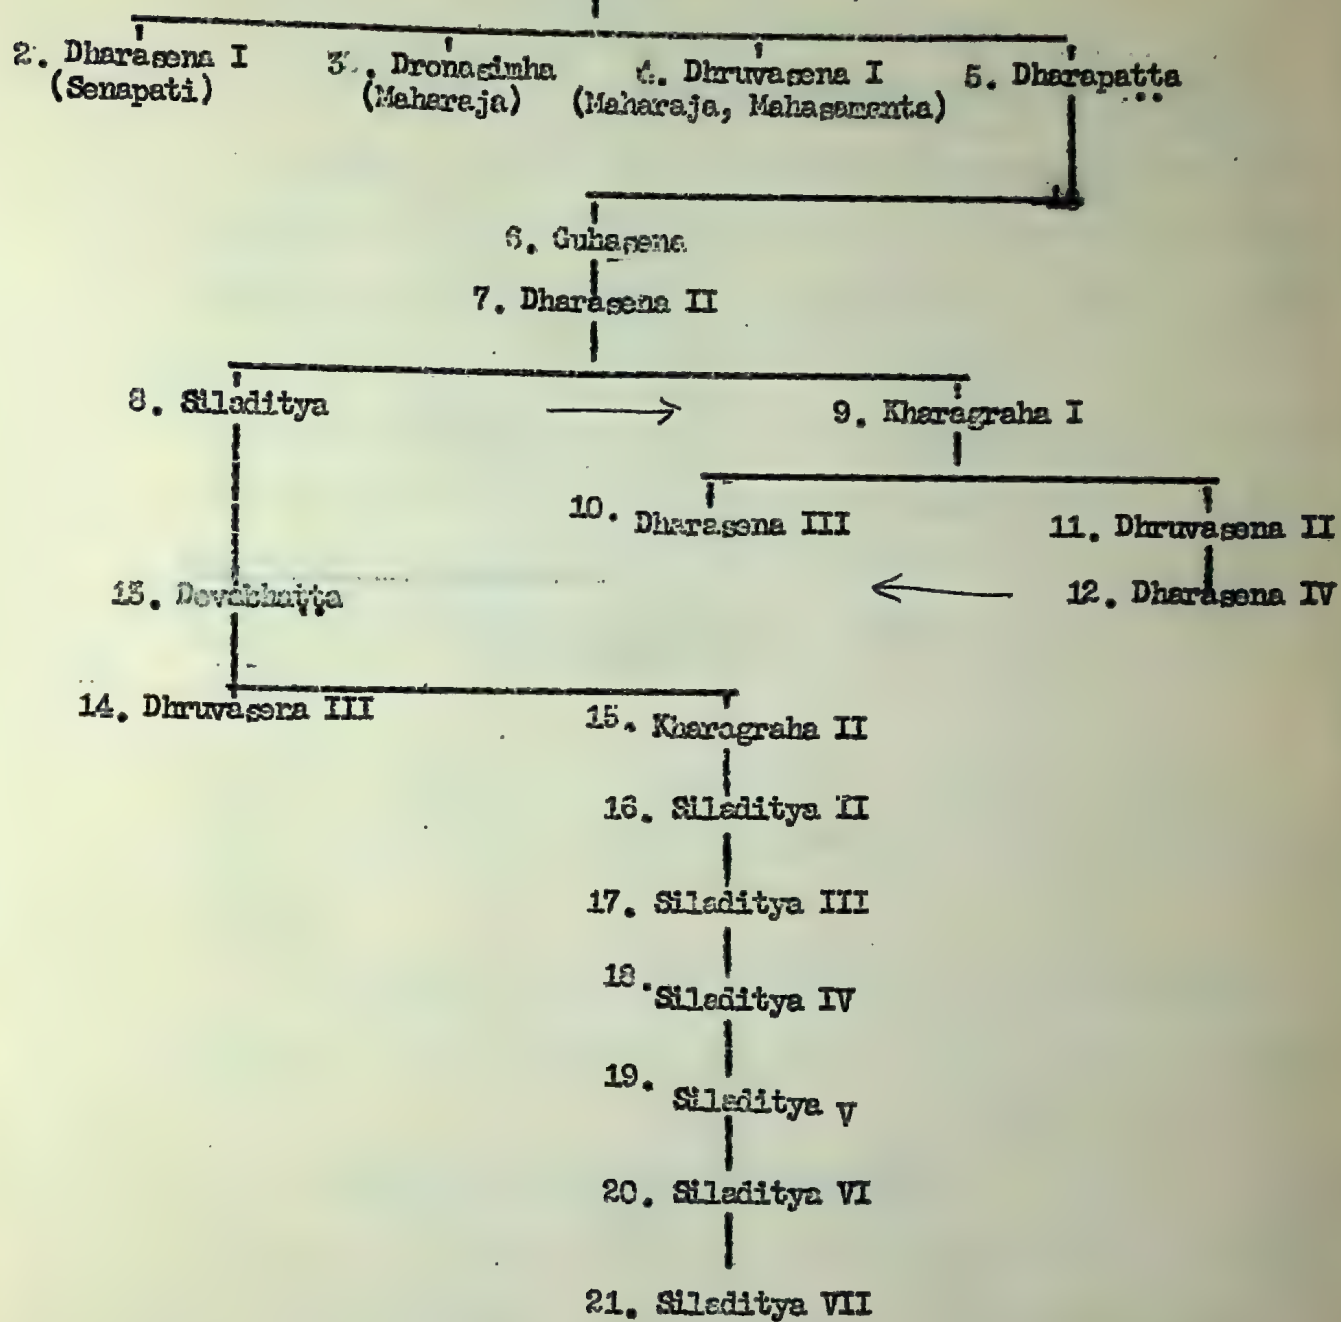 2. Dharasena I
(Senapati)
3. Dronasimha
(Maharaja)
4. Dhruvasena I
(Maharaja, Mahasamanta)
5. Dharapaṭṭa
6. Guhasena
7. Dharasena II
8. Siladitya
9. Kharagraha I
10. Dharasena III
11. Dhruvasena II
13. Devabhaṭṭa
12. Dharasena IV
14. Dhruvasena III
15. Kharagraha II
16. Siladitya II
17. Siladitya III
18. Siladitya IV
19. Siladitya V
20. Siladitya VI
21. Siladitya VII